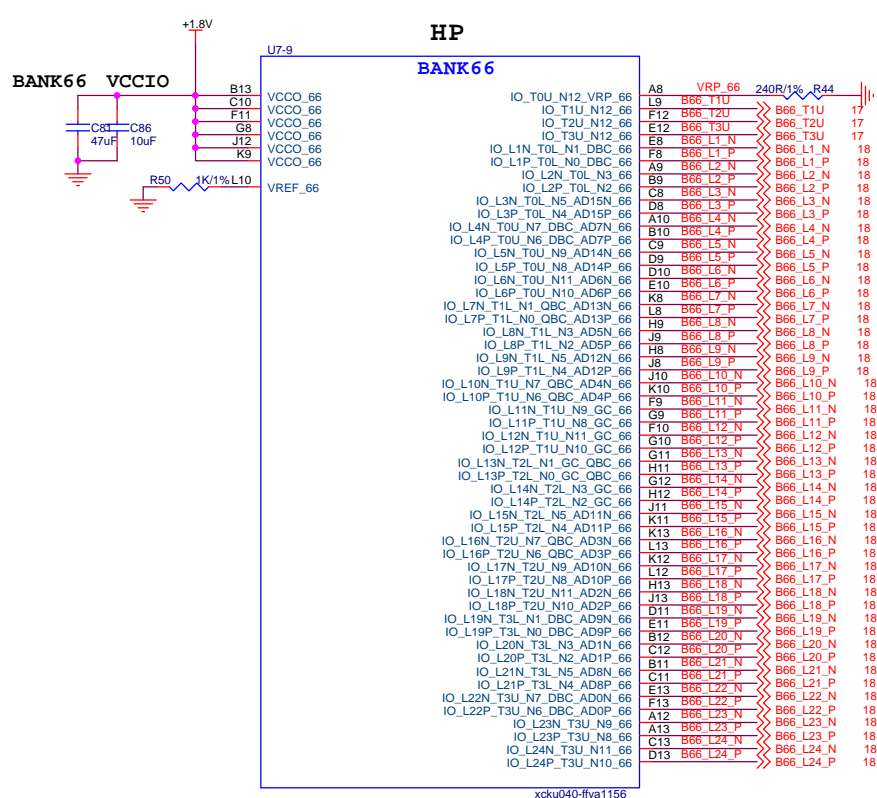 HP
+1.8V
U7-9
BANK66
BANK66 VCCIO
B13 VCCO_66
C10 VCCO_66
F11 VCCO_66
G8 VCCO_66
J12 VCCO_66
K9 VCCO_66
C86
47uF 10uF
R50 1K/1% L10 VREF_66
IO_T0U_N12_VRP_66 A8 VRP_66 240R/1% R44
IO_T1U_N12_66 L9 B66_T1U B66_T1U 17
IO_T2U_N12_66 F12 B66_T2U B66_T2U 17
IO_T3U_N12_66 E12 B66_T3U B66_T3U 17
IO_L1N_T0L_N1_DBC_66 E8 B66_L1_N B66_L1_N 18
IO_L1P_T0L_N0_DBC_66 F8 B66_L1_P B66_L1_P 18
IO_L2N_T0L_N3_66 A9 B66_L2_N B66_L2_N 18
IO_L2P_T0L_N2_66 B9 B66_L2_P B66_L2_P 18
IO_L3N_T0L_N5_AD15N_66 C8 B66_L3_N B66_L3_N 18
IO_L3P_T0L_N4_AD15P_66 D8 B66_L3_P B66_L3_P 18
IO_L4N_T0U_N7_DBC_AD7N_66 A10 B66_L4_N B66_L4_N 18
IO_L4P_T0U_N6_DBC_AD7P_66 B10 B66_L4_P B66_L4_P 18
IO_L5N_T0U_N9_AD14N_66 C9 B66_L5_N B66_L5_N 18
IO_L5P_T0U_N8_AD14P_66 D9 B66_L5_P B66_L5_P 18
IO_L6N_T0U_N11_AD6N_66 D10 B66_L6_N B66_L6_N 18
IO_L6P_T0U_N10_AD6P_66 E10 B66_L6_P B66_L6_P 18
IO_L7N_T1L_N1_QBC_AD13N_66 K8 B66_L7_N B66_L7_N 18
IO_L7P_T1L_N0_QBC_AD13P_66 L8 B66_L7_P B66_L7_P 18
IO_L8N_T1L_N3_AD5N_66 H9 B66_L8_N B66_L8_N 18
IO_L8P_T1L_N2_AD5P_66 J9 B66_L8_P B66_L8_P 18
IO_L9N_T1L_N5_AD12N_66 H8 B66_L9_N B66_L9_N 18
IO_L9P_T1L_N4_AD12P_66 J8 B66_L9_P B66_L9_P 18
IO_L10N_T1U_N7_QBC_AD4N_66 J10 B66_L10_N B66_L10_N 18
IO_L10P_T1U_N6_QBC_AD4P_66 K10 B66_L10_P B66_L10_P 18
IO_L11N_T1U_N9_GC_66 F9 B66_L11_N B66_L11_N 18
IO_L11P_T1U_N8_GC_66 G9 B66_L11_P B66_L11_P 18
IO_L12N_T1U_N11_GC_66 F10 B66_L12_N B66_L12_N 18
IO_L12P_T1U_N10_GC_66 G10 B66_L12_P B66_L12_P 18
IO_L13N_T2L_N1_GC_QBC_66 G11 B66_L13_N B66_L13_N 18
IO_L13P_T2L_N0_GC_QBC_66 H11 B66_L13_P B66_L13_P 18
IO_L14N_T2L_N3_GC_66 G12 B66_L14_N B66_L14_N 18
IO_L14P_T2L_N2_GC_66 H12 B66_L14_P B66_L14_P 18
IO_L15N_T2L_N5_AD11N_66 J11 B66_L15_N B66_L15_N 18
IO_L15P_T2L_N4_AD11P_66 K11 B66_L15_P B66_L15_P 18
IO_L16N_T2U_N7_QBC_AD3N_66 K13 B66_L16_N B66_L16_N 18
IO_L16P_T2U_N6_QBC_AD3P_66 L13 B66_L16_P B66_L16_P 18
IO_L17N_T2U_N9_AD10N_66 K12 B66_L17_N B66_L17_N 18
IO_L17P_T2U_N8_AD10P_66 L12 B66_L17_P B66_L17_P 18
IO_L18N_T2U_N11_AD2N_66 H13 B66_L18_N B66_L18_N 18
IO_L18P_T2U_N10_AD2P_66 J13 B66_L18_P B66_L18_P 18
IO_L19N_T3L_N1_DBC_AD9N_66 D11 B66_L19_N B66_L19_N 18
IO_L19P_T3L_N0_DBC_AD9P_66 E11 B66_L19_P B66_L19_P 18
IO_L20N_T3L_N3_AD1N_66 B12 B66_L20_N B66_L20_N 18
IO_L20P_T3L_N2_AD1P_66 C12 B66_L20_P B66_L20_P 18
IO_L21N_T3L_N5_AD8N_66 B11 B66_L21_N B66_L21_N 18
IO_L21P_T3L_N4_AD8P_66 C11 B66_L21_P B66_L21_P 18
IO_L22N_T3U_N7_DBC_AD0N_66 E13 B66_L22_N B66_L22_N 18
IO_L22P_T3U_N6_DBC_AD0P_66 F13 B66_L22_P B66_L22_P 18
IO_L23N_T3U_N9_66 A12 B66_L23_N B66_L23_N 18
IO_L23P_T3U_N8_66 A13 B66_L23_P B66_L23_P 18
IO_L24N_T3U_N11_66 C13 B66_L24_N B66_L24_N 18
IO_L24P_T3U_N10_66 D13 B66_L24_P B66_L24_P 18
xcku040-ffva1156